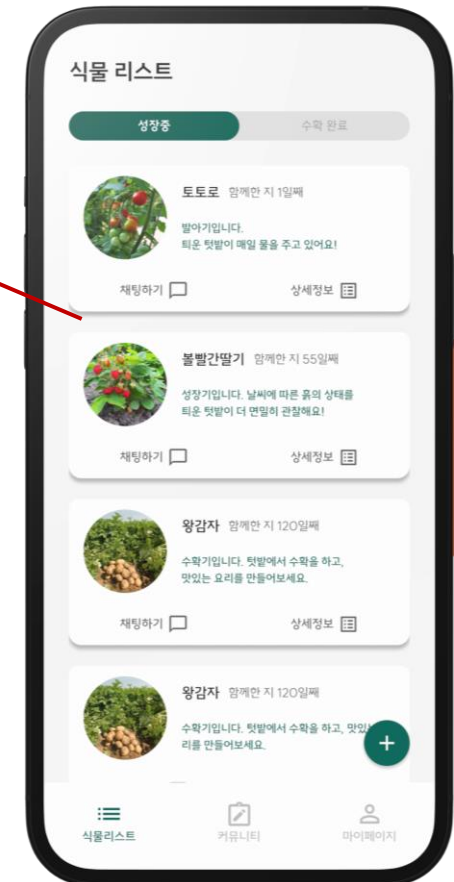 식물 리스트
성장중
수확 완료
토토로 함께한 지 1일째
발아기입니다.
틔운 텃밭이 매일 물을 주고 있어요!
채팅하기
상세정보
볼빨간딸기 함께한 지 55일째
성장기입니다. 날씨에 따른 흙의 상태를
틔운 텃밭이 더 면밀히 관찰해요!
채팅하기
상세정보
왕감자 함께한 지 120일째
수확기입니다. 텃밭에서 수확을 하고,
맛있는 요리를 만들어보세요.
채팅하기
상세정보
왕감자 함께한 지 120일째
수확기입니다. 텃밭에서 수확을 하고, 맛있
리를 만들어보세요.
+
식물리스트
커뮤니티
마이페이지